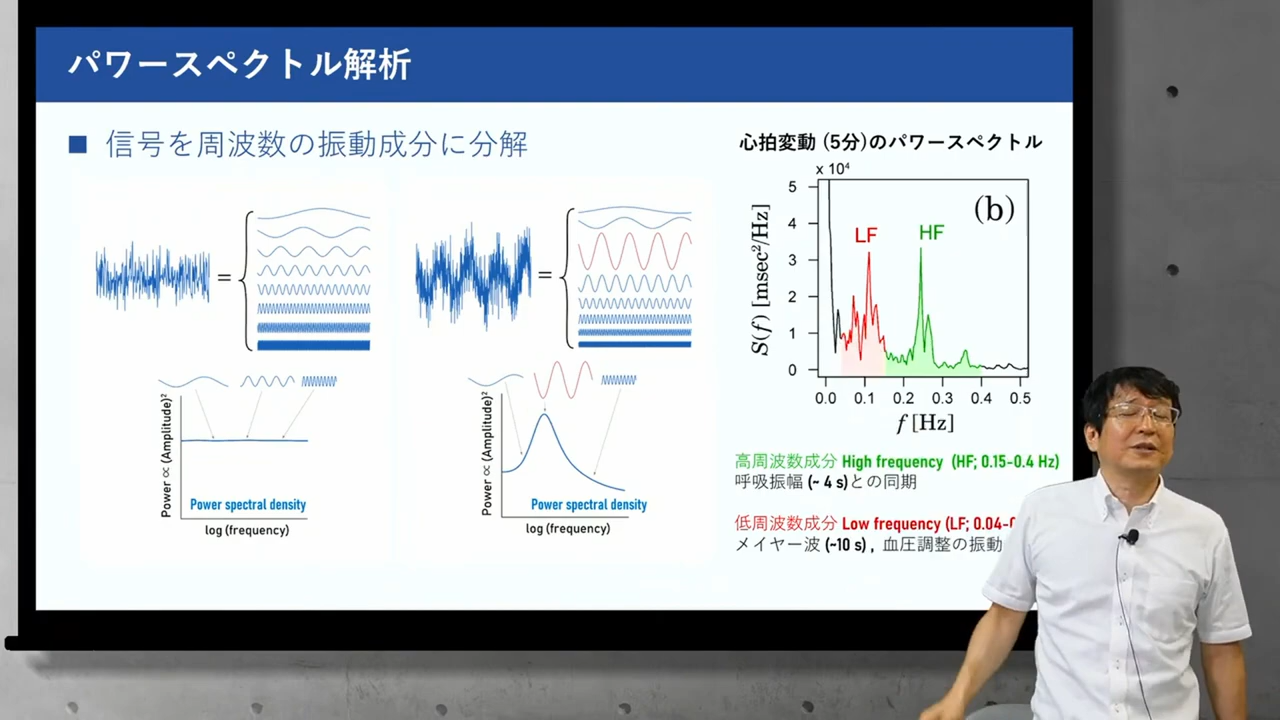 パワースペクトル解析
■ 信号を周波数の振動成分に分解
=
=
Power ∝ (Amplitude)²
Power spectral density
log (frequency)
Power ∝ (Amplitude)²
Power spectral density
log (frequency)
心拍変動 (5分)のパワースペクトル
x 10⁴
(b)
LF
HF
S(f) [msec²/Hz]
5
4
3
2
1
0
0.0 0.1 0.2 0.3 0.4 0.5
f [Hz]
高周波数成分 High frequency (HF; 0.15-0.4 Hz)
呼吸振幅 (~ 4 s)との同期
低周波数成分 Low frequency (LF; 0.04-
メイヤー波 (~10 s) , 血圧調整の振動